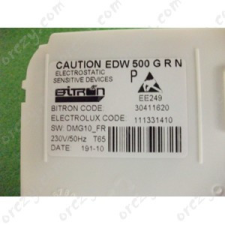 CAUTION EDW 500 G R N
ELECTROSTATIC
SENSITIVE DEVICES
P
BITRON
EE249
BITRON CODE 30411620
ELECTROLUX CODE 111331410
SW: DMG10_FR
230V/50Hz T65
DATE 191-10